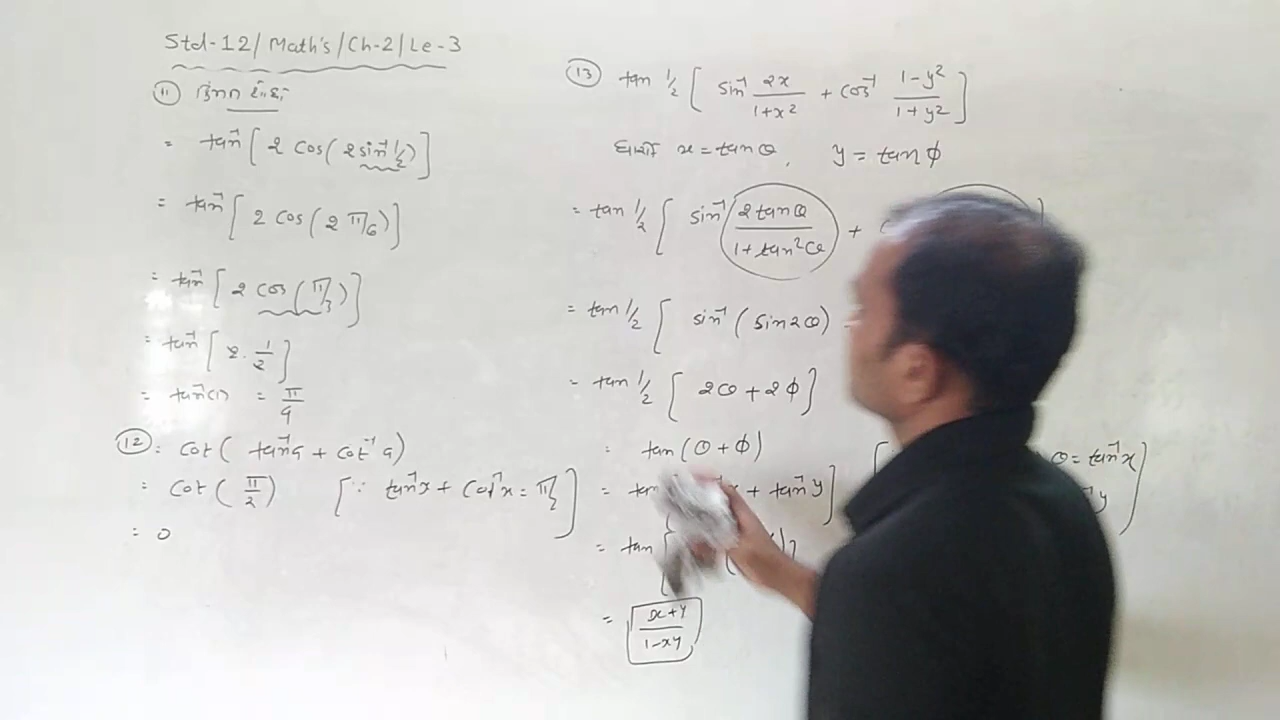 Std-12/ Math's /Ch-2/Le-3
(11) કિંમત શોધો.
= tan⁻¹[2 cos(2 sin⁻¹ 1/2)]
= tan⁻¹[2 cos(2 π/6)]
= tan⁻¹[2 cos(π/3)]
= tan⁻¹[2 · 1/2]
= tan⁻¹(1) = π/4
(12) : cot( tan⁻¹a + cot⁻¹a)
= cot(π/2) [∵ tan⁻¹x + cot⁻¹x = π/2]
= 0
(13) tan 1/2 [ sin⁻¹ 2x/1+x² + cos⁻¹ 1-y²/1+y² ]
ધારો x = tanθ, y = tanφ
= tan 1/2 [ sin⁻¹ 2tanθ/1+tan²θ +
= tan 1/2 [ sin⁻¹(sin2θ)
= tan 1/2 [2θ + 2φ]
= tan(θ + φ) θ = tan⁻¹x
= tan + tan⁻¹y] y
= tan
= x+y/1-xy